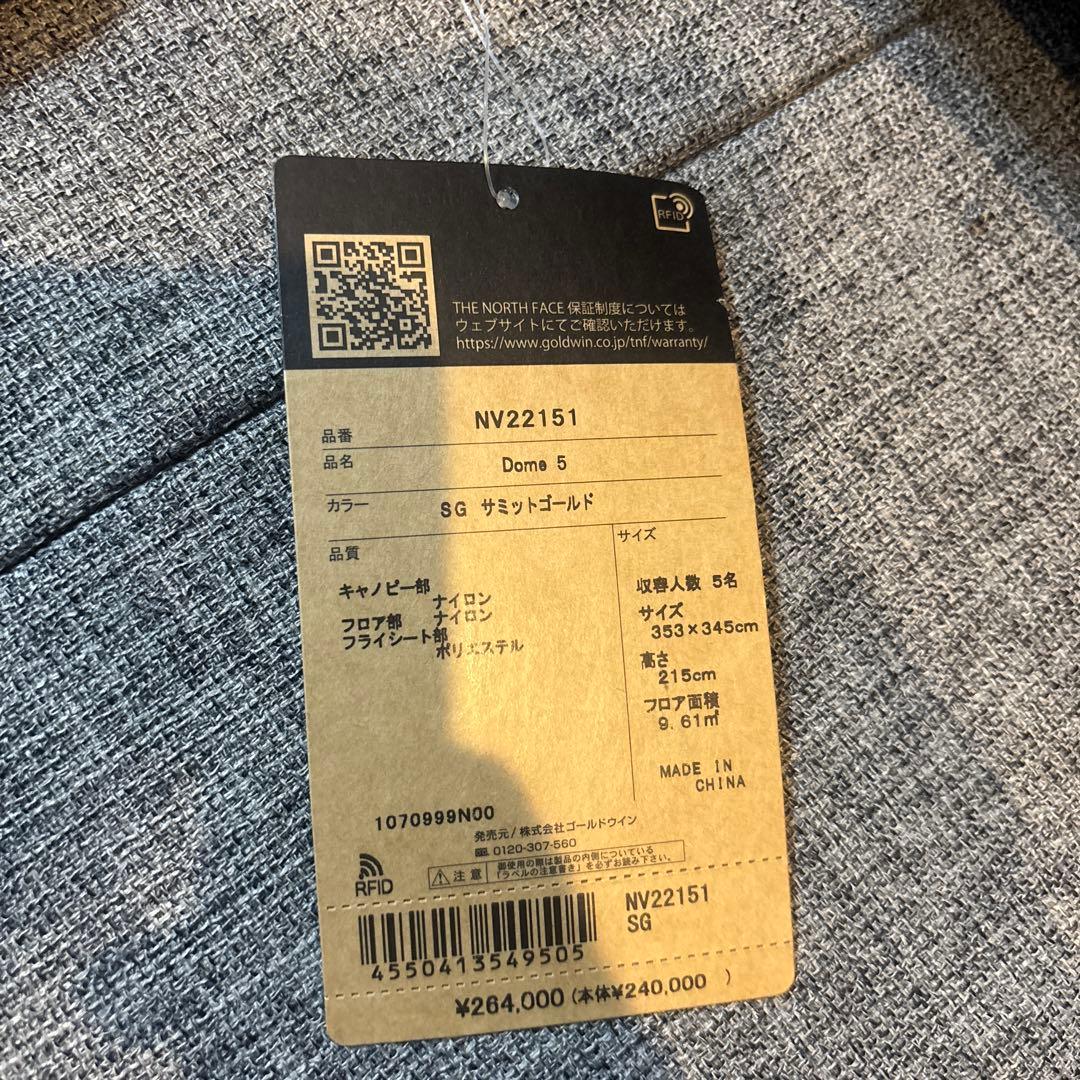 RFID
THE NORTH FACE 保証制度については
ウェブサイトにてご確認いただけます。
https://www.goldwin.co.jp/tnf/warranty/
品番 NV22151
品名 Dome 5
カラー SG サミットゴールド
品質
キャノピー部
ナイロン
フロア部 ナイロン
フライシート部
ポリエステル
サイズ
収容人数 5名
サイズ
353×345cm
高さ
215cm
フロア面積
9.61㎡
MADE IN
CHINA
1070999N00
発売元/株式会社ゴールドウイン
0120-307-560
RFID
注意
御使用の際は製品の内側についている
「ラベルの注意書き」を必ずお読み下さい。
NV22151
SG
4550413549505
¥264,000 (本体¥240,000 )